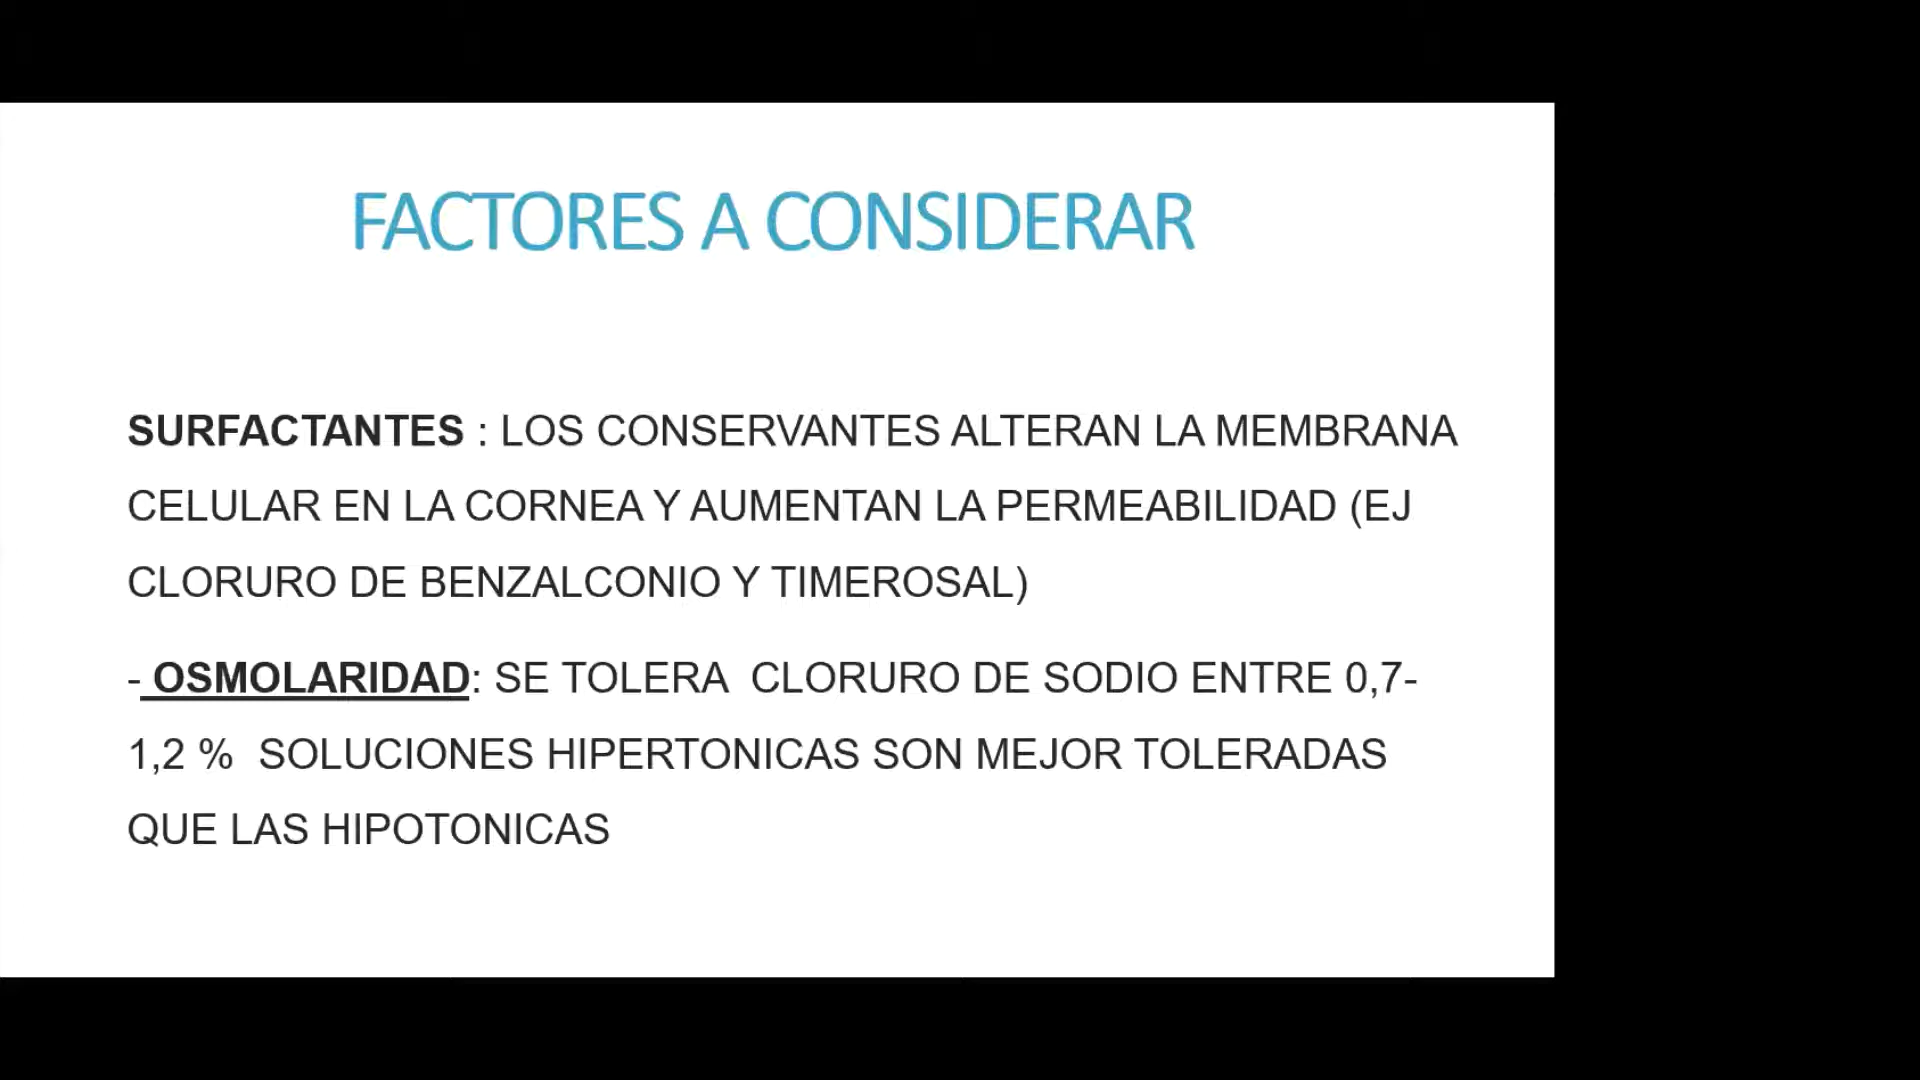 FACTORES A CONSIDERAR
SURFACTANTES : LOS CONSERVANTES ALTERAN LA MEMBRANA
CELULAR EN LA CORNEA Y AUMENTAN LA PERMEABILIDAD (EJ
CLORURO DE BENZALCONIO Y TIMEROSAL)
- OSMOLARIDAD: SE TOLERA  CLORURO DE SODIO ENTRE 0,7-
1,2 %  SOLUCIONES HIPERTONICAS SON MEJOR TOLERADAS
QUE LAS HIPOTONICAS